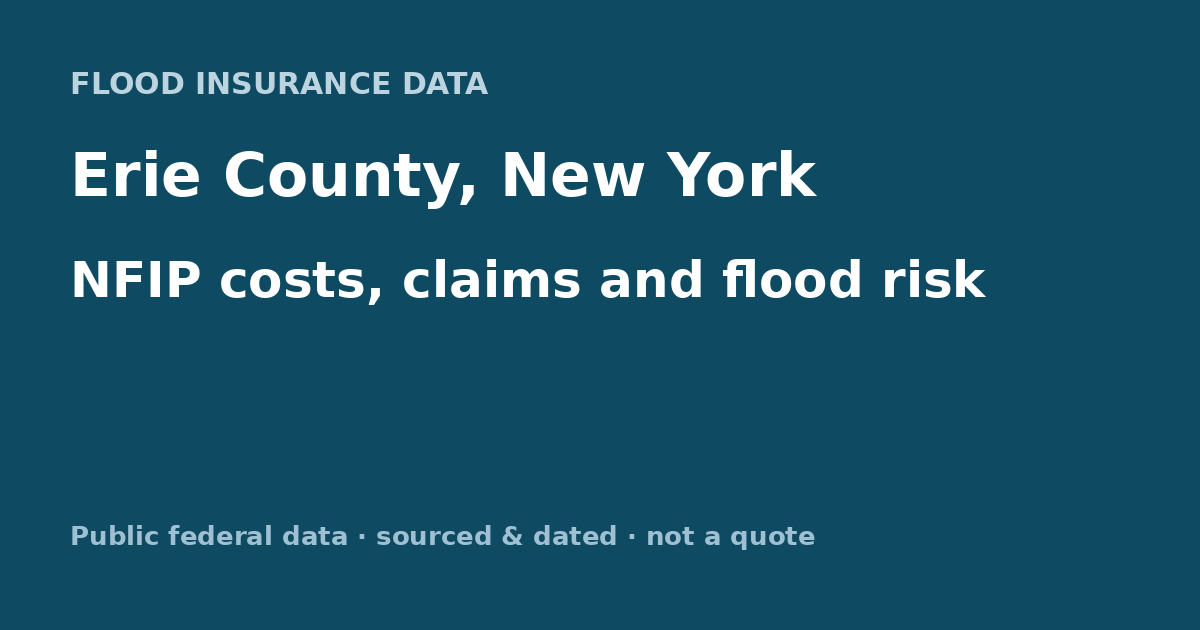 FLOOD INSURANCE DATA
Erie County, New York
NFIP costs, claims and flood risk
Public federal data · sourced & dated · not a quote